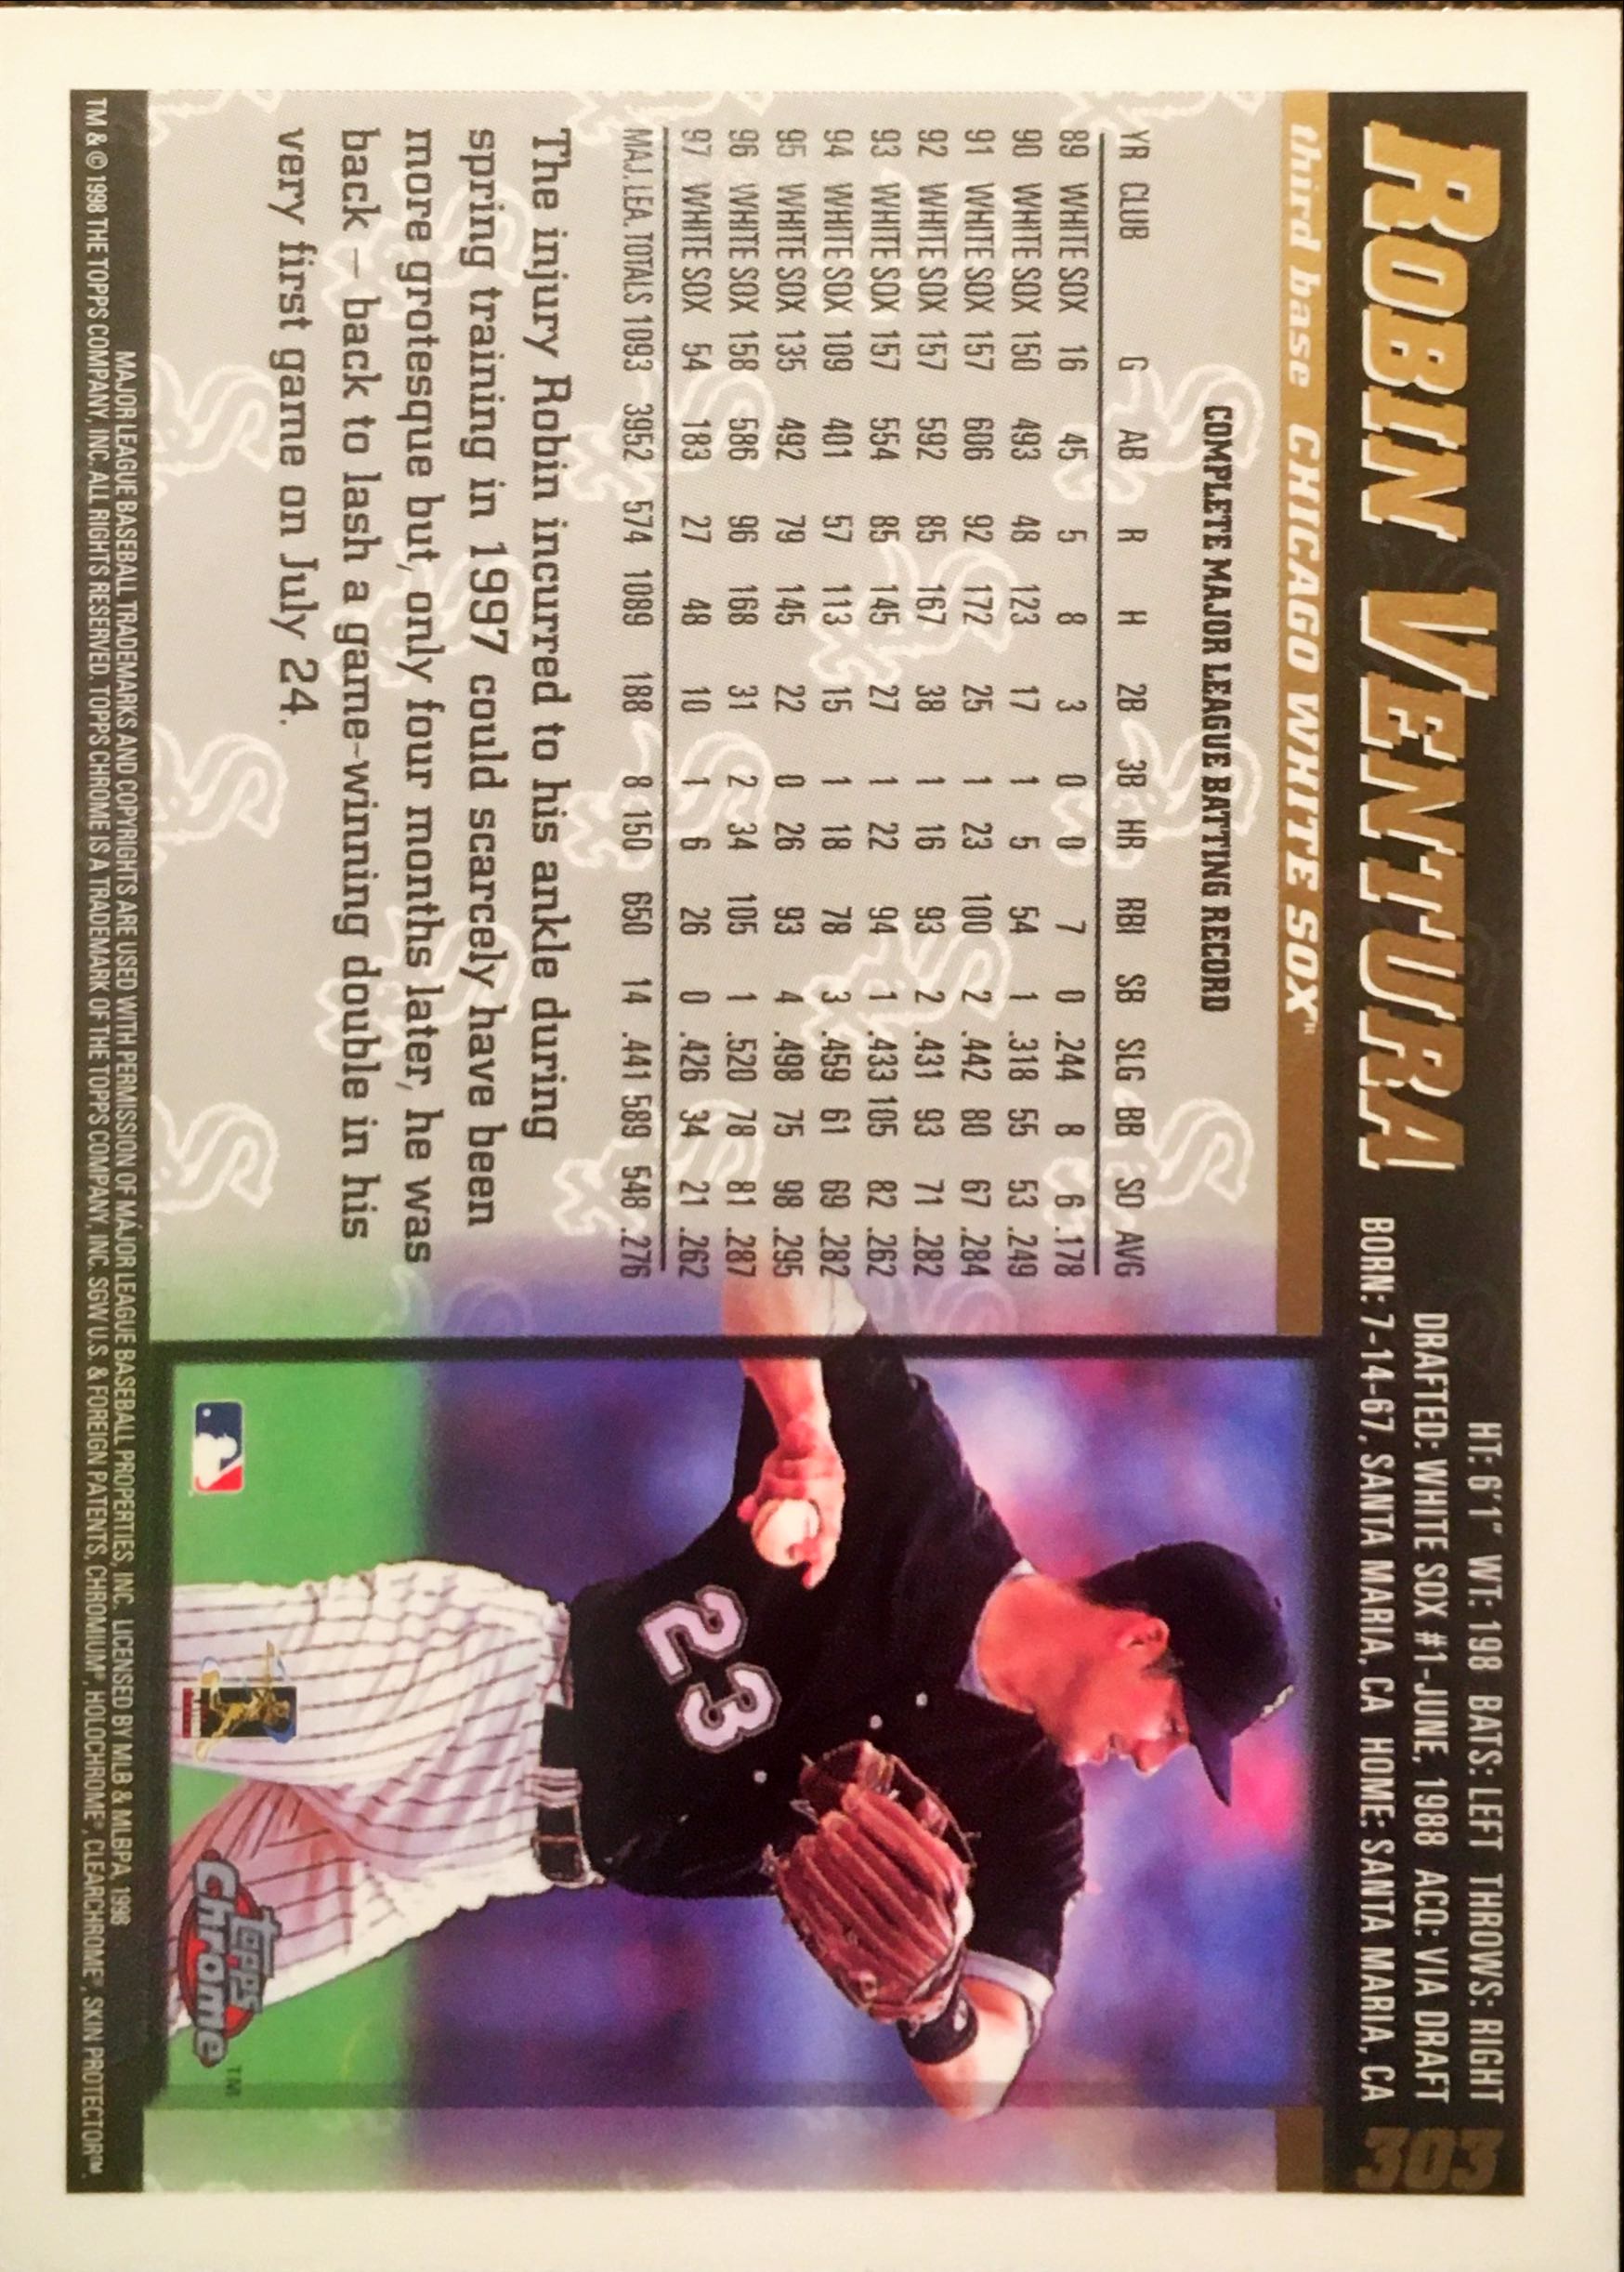 ROBIN VENTURA
HT: 6'1" WT: 198 BATS: LEFT THROWS: RIGHT
DRAFTED: WHITE SOX #1-JUNE, 1988 ACQ: VIA DRAFT
BORN: 7-14-67, SANTA MARIA, CA HOME: SANTA MARIA, CA
303
third base CHICAGO WHITE SOX™
COMPLETE MAJOR LEAGUE BATTING RECORD
YR CLUB G AB R H 2B 3B HR RBI SB SLG BB SO AVG
89 WHITE SOX 16 45 5 8 3 0 0 7 0 .244 8 6 .178
90 WHITE SOX 150 493 48 123 17 1 5 54 1 .318 55 53 .249
91 WHITE SOX 157 606 92 172 25 1 23 100 2 .442 80 67 .284
92 WHITE SOX 157 592 85 167 38 1 16 93 2 .431 93 71 .282
93 WHITE SOX 157 554 85 145 27 1 22 94 1 .433 105 82 .262
94 WHITE SOX 109 401 57 113 15 1 18 78 3 .459 61 69 .282
95 WHITE SOX 135 492 79 145 22 0 26 93 4 .498 75 98 .295
96 WHITE SOX 158 586 96 168 31 2 34 105 1 .520 78 81 .287
97 WHITE SOX 54 183 27 48 10 1 6 26 0 .426 34 21 .262
MAJ. LEA. TOTALS 1093 3952 574 1089 188 8 150 650 14 .441 589 548 .276
The injury Robin incurred to his ankle during
spring training in 1997 could scarcely have been
more grotesque but, only four months later, he was
back – back to lash a game-winning double in his
very first game on July 24.
23
topps
Chrome™
MAJOR LEAGUE BASEBALL TRADEMARKS AND COPYRIGHTS ARE USED WITH PERMISSION OF MAJOR LEAGUE BASEBALL PROPERTIES, INC. LICENSED BY MLB & MLBPA, 1998
TM & © 1998 THE TOPPS COMPANY, INC. ALL RIGHTS RESERVED. TOPPS CHROME IS A TRADEMARK OF THE TOPPS COMPANY, INC. SGW U.S. & FOREIGN PATENTS, CHROMIUM®, HOLOCHROME®, CLEARCHROME®, SKIN PROTECTOR™.